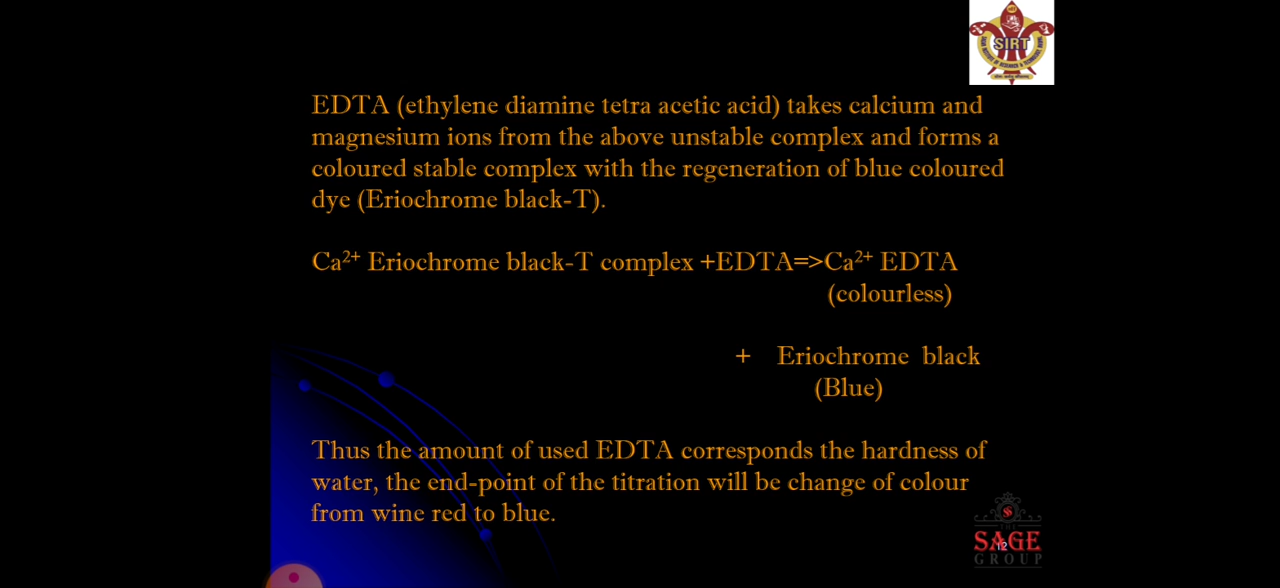 SIRT
EDTA (ethylene diamine tetra acetic acid) takes calcium and
magnesium ions from the above unstable complex and forms a
coloured stable complex with the regeneration of blue coloured
dye (Eriochrome black-T).
Ca²⁺ Eriochrome black-T complex +EDTA=>Ca²⁺ EDTA
(colourless)
+ Eriochrome black
(Blue)
Thus the amount of used EDTA corresponds the hardness of
water, the end-point of the titration will be change of colour
from wine red to blue.
SAGE
12
GROUP